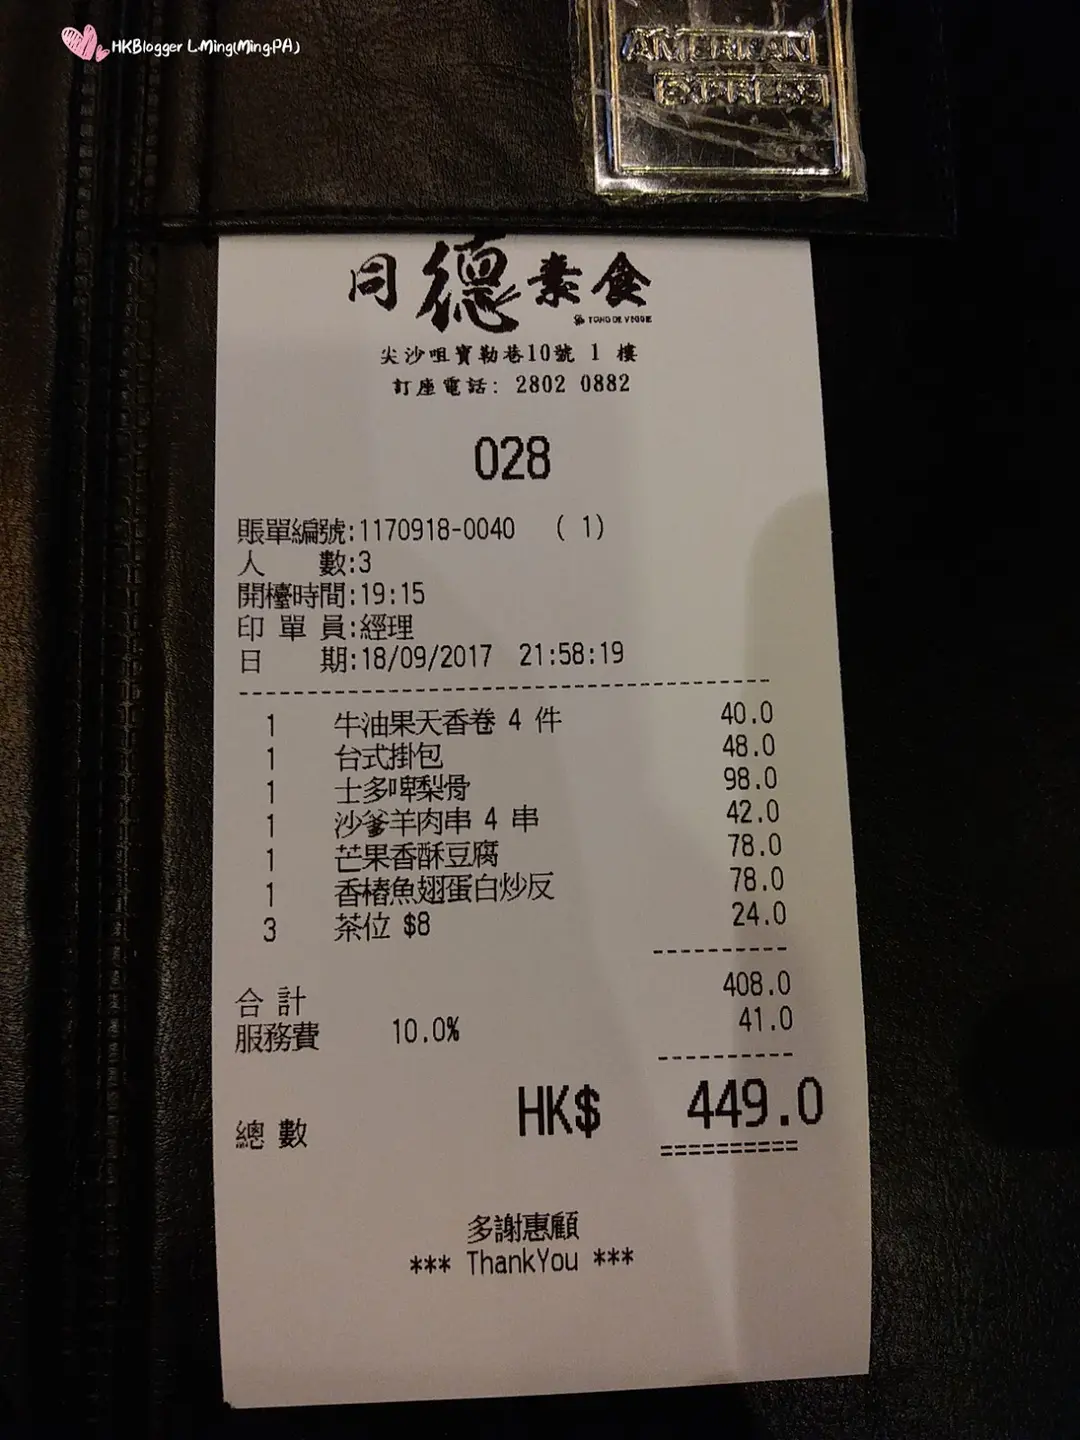 HKBlogger L.Ming(Ming.PA)
AMERICAN
EXPRESS
同德素食
TONG DE VEGGIE
尖沙咀寶勒巷10號 1 樓
訂座電話: 2802 0882
028
賬單編號:1170918-0040 ( 1)
人 數:3
開檯時間:19:15
印 單 員:經理
日 期:18/09/2017 21:58:19
1 牛油果天香卷 4 件 40.0
1 台式掛包 48.0
1 士多啤梨骨 98.0
1 沙爹羊肉串 4 串 42.0
1 芒果香酥豆腐 78.0
1 香椿魚翅蛋白炒反 78.0
3 茶位 $8 24.0
合 計 408.0
服務費 10.0% 41.0
總 數 HK$ 449.0
多謝惠顧
*** ThankYou ***